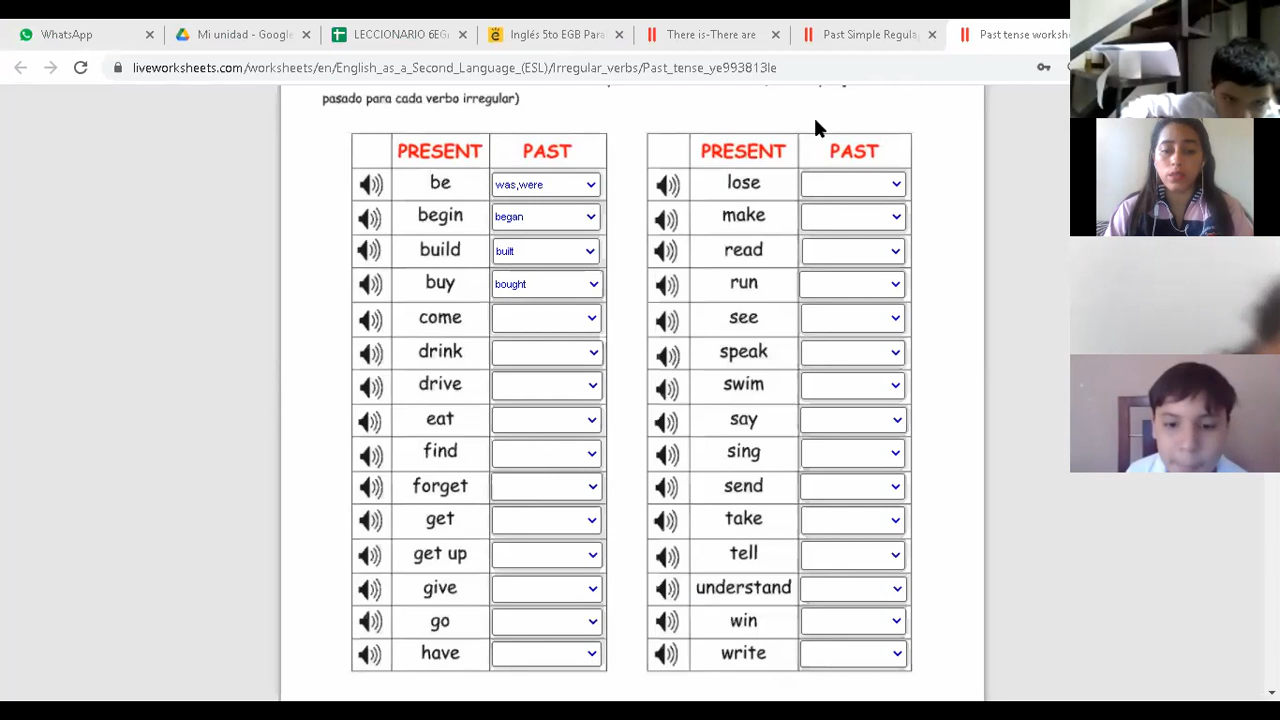 WhatsApp
Mi unidad - Google
LECCIONARIO 6EG
Inglés 5to EGB Para
There is-There are
Past Simple Regula
Past tense worksh
liveworksheets.com/worksheets/en/English_as_a_Second_Language_(ESL)/Irregular_verbs/Past_tense_ye993813le
pasado para cada verbo irregular)
PRESENT PAST PRESENT PAST
be was,were lose
begin began make
build built read
buy bought run
come see
drink speak
drive swim
eat say
find sing
forget send
get take
get up tell
give understand
go win
have write